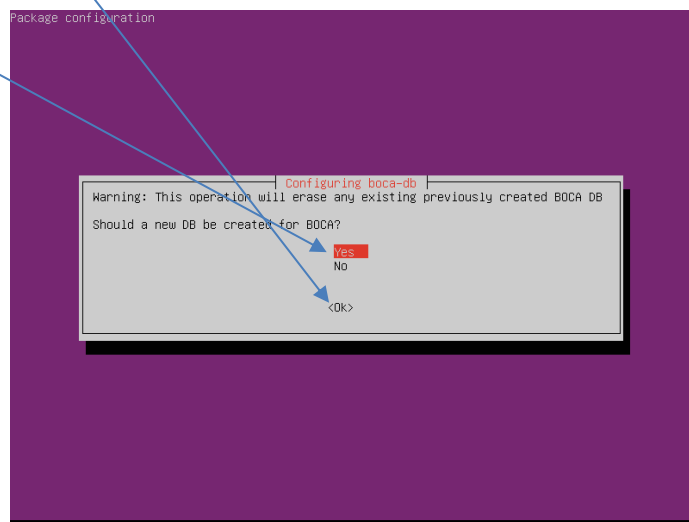 Package configuration
Configuring boca-db
Warning: This operation will erase any existing previously created BOCA DB
Should a new DB be created for BOCA?
Yes
No
<Ok>